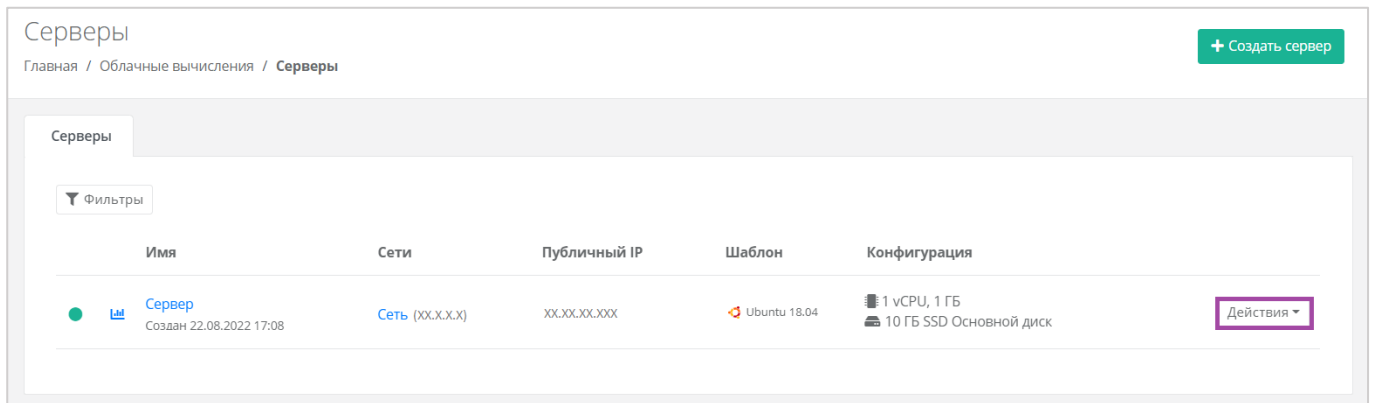 Серверы
Главная / Облачные вычисления / Серверы
+ Создать сервер
Серверы
Фильтры
Имя Сети Публичный IP Шаблон Конфигурация
Сервер
Создан 22.08.2022 17:08
Сеть (XX.X.X.X)
XX.XX.XX.XXX
Ubuntu 18.04
1 vCPU, 1 ГБ
10 ГБ SSD Основной диск
Действия